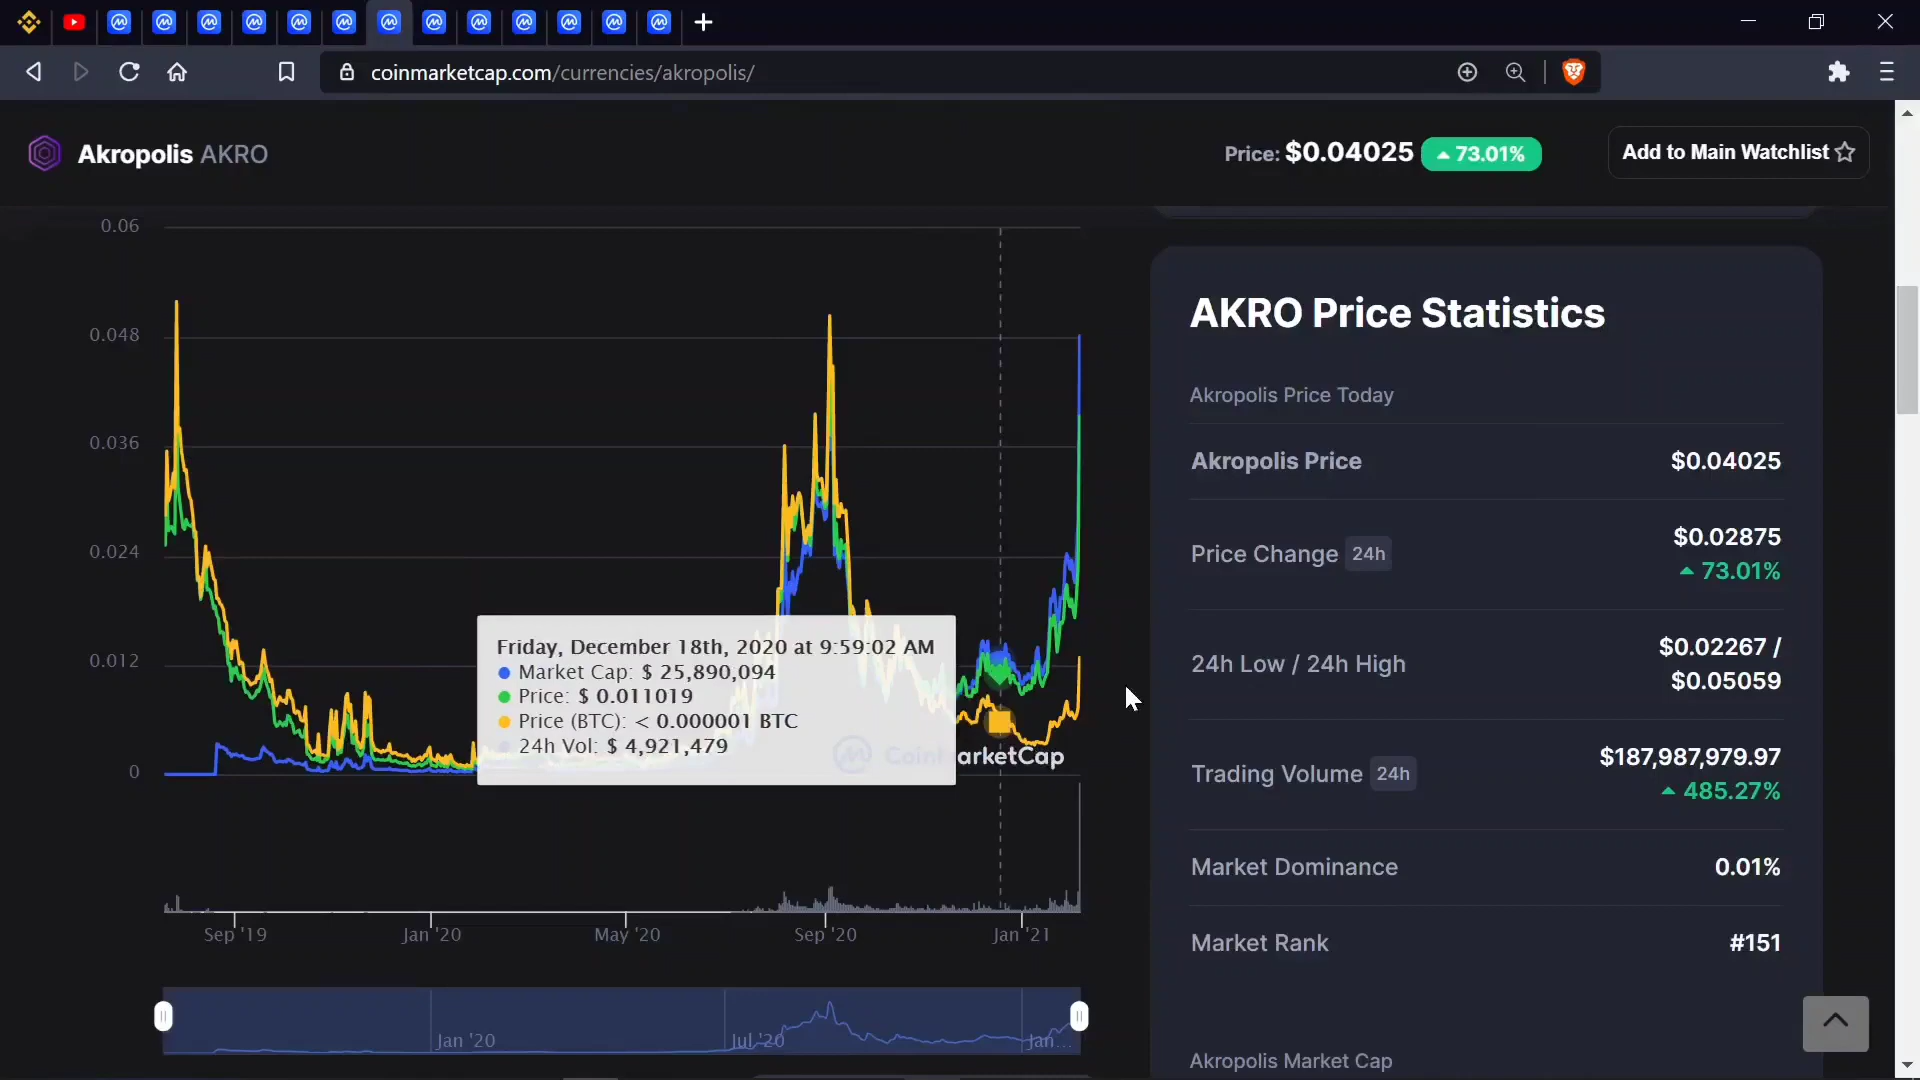 coinmarketcap.com/currencies/akropolis/
Akropolis AKRO
Price: $0.04025 73.01%
Add to Main Watchlist
0.06
0.048
0.036
0.024
0.012
0
Friday, December 18th, 2020 at 9:59:02 AM
Market Cap: $ 25,890,094
Price: $ 0.011019
Price (BTC): < 0.000001 BTC
24h Vol: $ 4,921,479
CoinMarketCap
Sep '19
Jan '20
May '20
Sep '20
Jan '21
Jan '20
Jul '20
Jan...
AKRO Price Statistics
Akropolis Price Today
Akropolis Price
$0.04025
Price Change 24h
$0.02875
73.01%
24h Low / 24h High
$0.02267 /
$0.05059
Trading Volume 24h
$187,987,979.97
485.27%
Market Dominance
0.01%
Market Rank
#151
Akropolis Market Cap